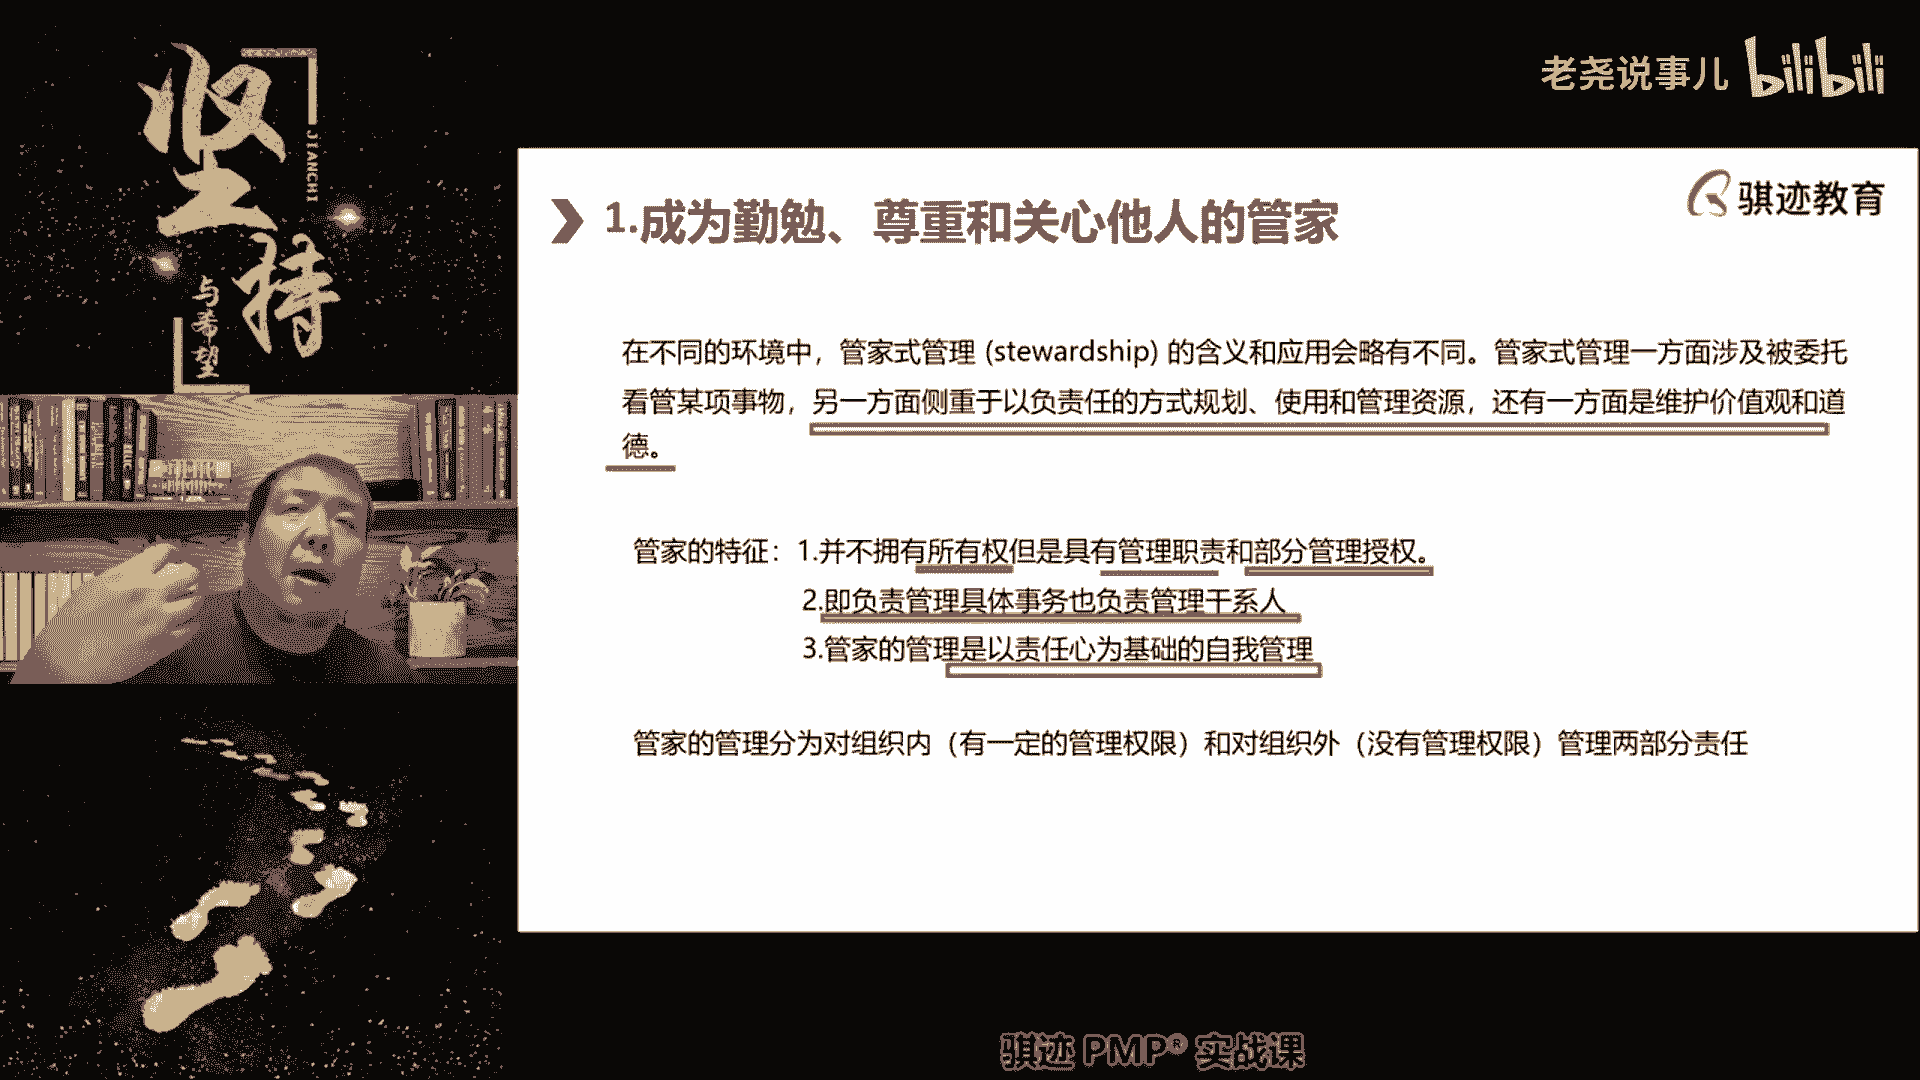 坚持
JIANCHI
与希望
老尧说事儿 bilibili
骐迹教育
1.成为勤勉、尊重和关心他人的管家
在不同的环境中，管家式管理 (stewardship) 的含义和应用会略有不同。管家式管理一方面涉及被委托
看管某项事物，另一方面侧重于以负责任的方式规划、使用和管理资源，还有一方面是维护价值观和道
德。
管家的特征：1.并不拥有所有权但是具有管理职责和部分管理授权。
2.即负责管理具体事务也负责管理干系人
3.管家的管理是以责任心为基础的自我管理
管家的管理分为对组织内（有一定的管理权限）和对组织外（没有管理权限）管理两部分责任
骐迹 PMP® 实战课